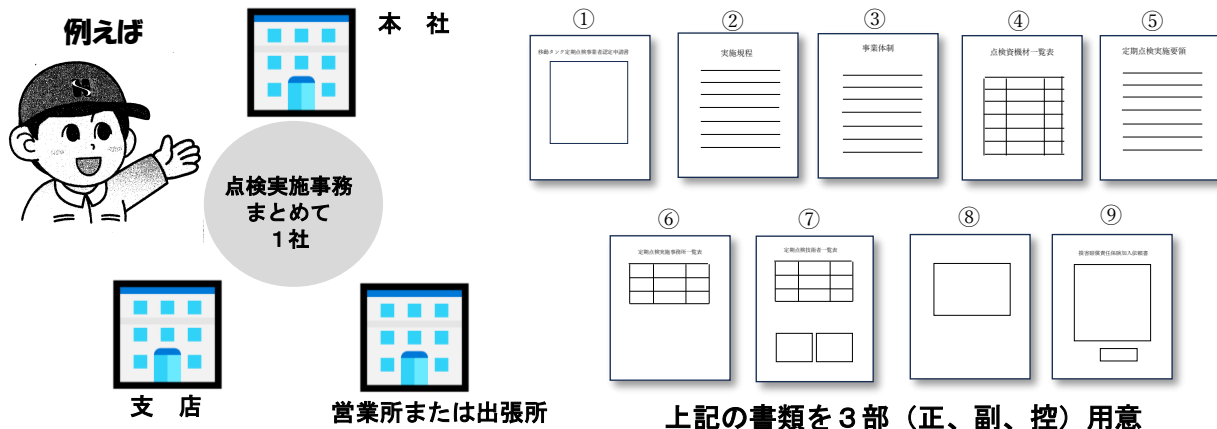 例えば
本　社
点検実施事務
まとめて
１社
支　店
営業所または出張所
①
移動タンク定期点検事業者認定申請書
②
実施規程
③
事業体制
④
点検資機材一覧表
⑤
定期点検実施要領
⑥
定期点検実施事務所一覧表
⑦
定期点検技術者一覧表
⑧
⑨
損害賠償責任保険加入依頼書
上記の書類を３部（正、副、控）用意